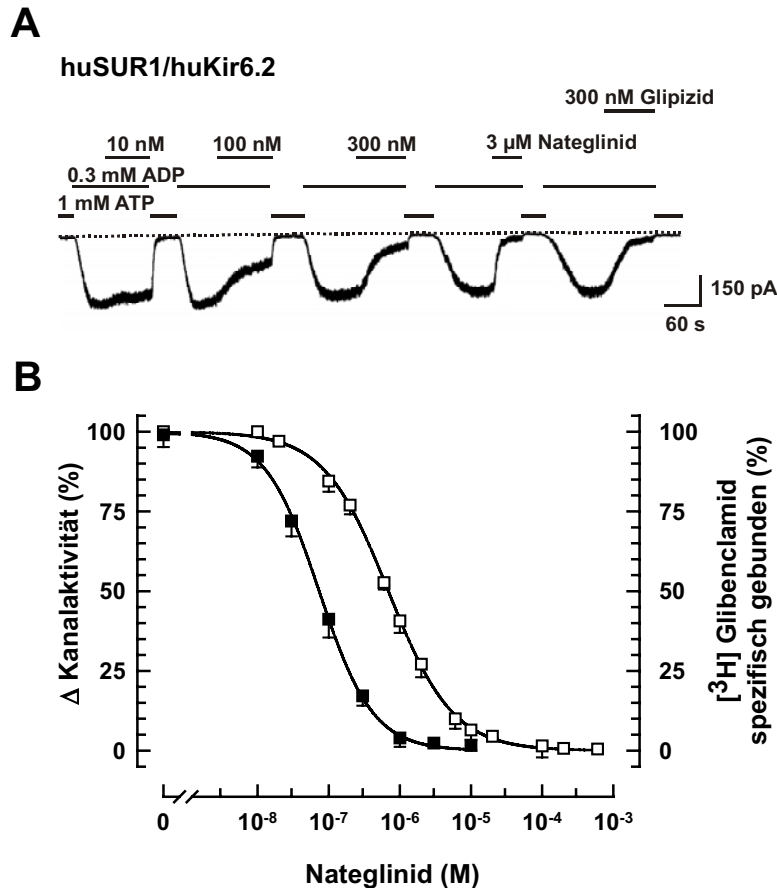 A
huSUR1/huKir6.2
300 nM Glipizid
10 nM 100 nM 300 nM 3 µM Nateglinid
0.3 mM ADP
1 mM ATP
150 pA
60 s
B
Δ Kanalaktivität (%)
100
75
50
25
0
100
75
50
25
0
[³H] Glibenclamid
spezifisch gebunden (%)
0 10⁻⁸ 10⁻⁷ 10⁻⁶ 10⁻⁵ 10⁻⁴ 10⁻³
Nateglinid (M)